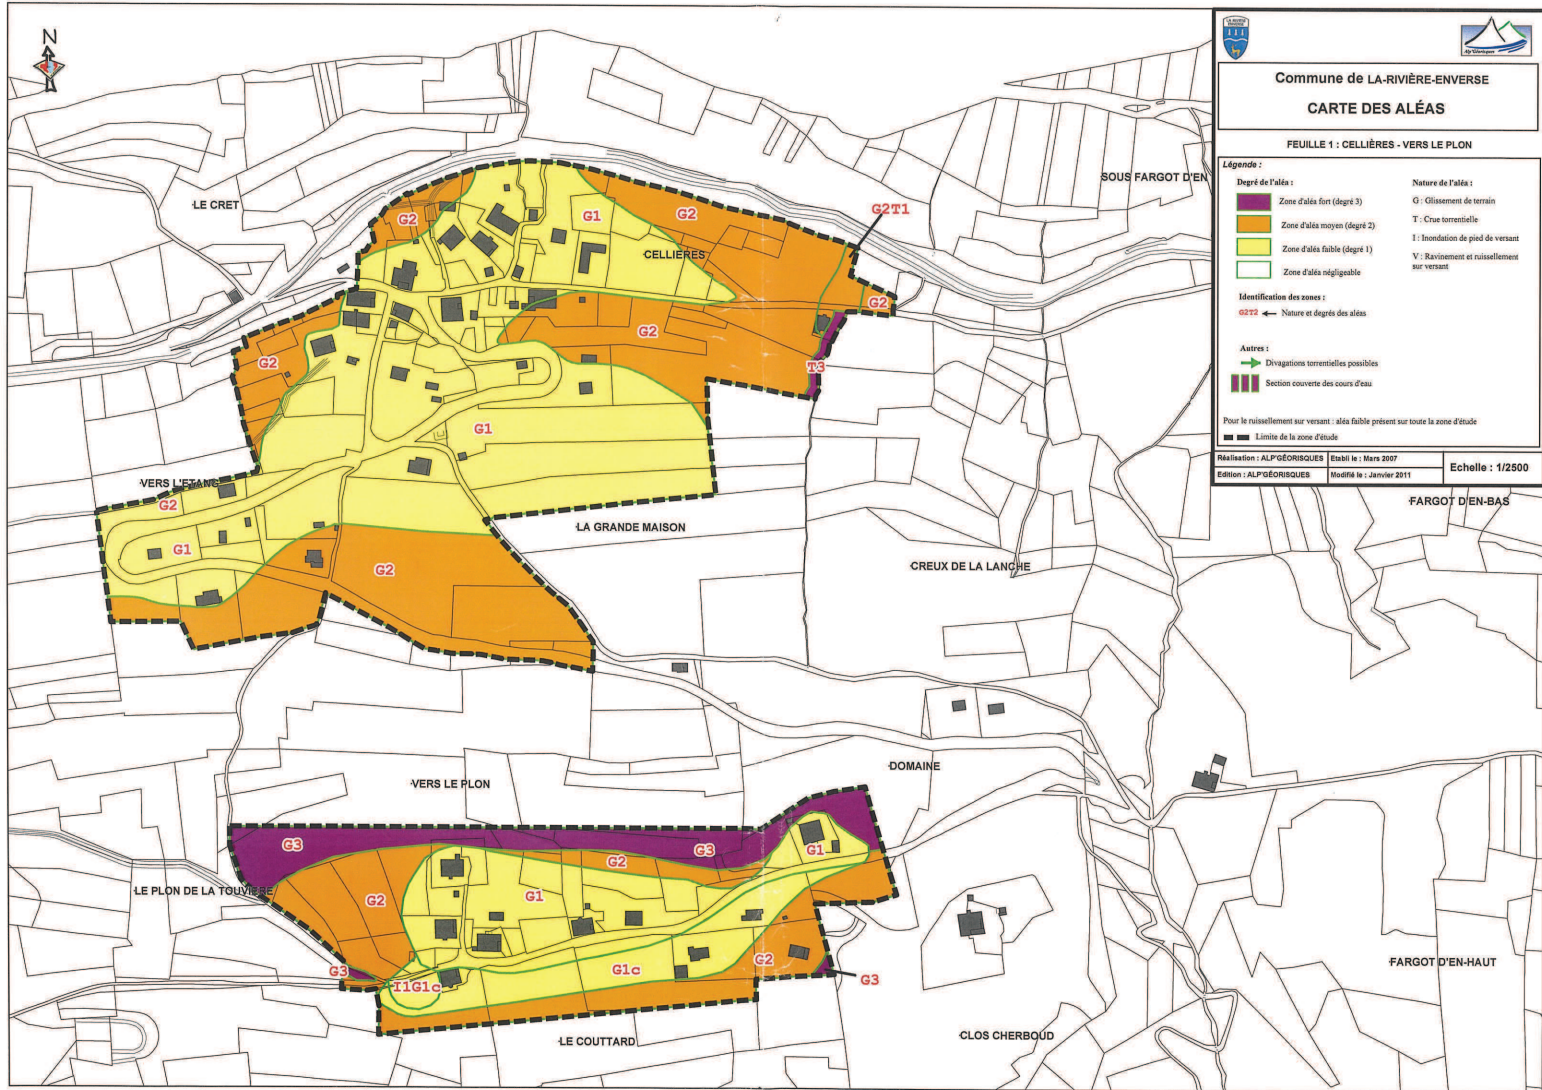 N
LA RIVIÈRE
ENVERSE
Alp'Géorisques
Commune de LA-RIVIÈRE-ENVERSE
CARTE DES ALÉAS
FEUILLE 1 : CELLIÈRES - VERS LE PLON
Légende :
Degré de l'aléa :
Zone d'aléa fort (degré 3)
Zone d'aléa moyen (degré 2)
Zone d'aléa faible (degré 1)
Zone d'aléa négligeable
Nature de l'aléa :
G : Glissement de terrain
T : Crue torrentielle
I : Inondation de pied de versant
V : Ravinement et ruissellement
sur versant
Identification des zones :
G2T2 Nature et degrés des aléas
Autres :
Divagations torrentielles possibles
Section couverte des cours d'eau
Pour le ruissellement sur versant : aléa faible présent sur toute la zone d'étude
Limite de la zone d'étude
Réalisation : ALP'GÉORISQUES
Etabli le : Mars 2007
Edition : ALP'GÉORISQUES
Modifié le : Janvier 2011
Echelle : 1/2500
SOUS FARGOT D'EN
LE CRET
G2
G1
G2
G2T1
CELLIERES
G2
G2
G2
T3
G1
VERS L'ETANG
G2
FARGOT D'EN-BAS
LA GRANDE MAISON
G1
G2
CREUX DE LA LANCHE
DOMAINE
VERS LE PLON
G3
G3
G1
G2
LE PLON DE LA TOUVIERE
G2
G1
G3
G1c
G2
G3
FARGOT D'EN-HAUT
I1G1c
LE COUTTARD
CLOS CHERBOUD